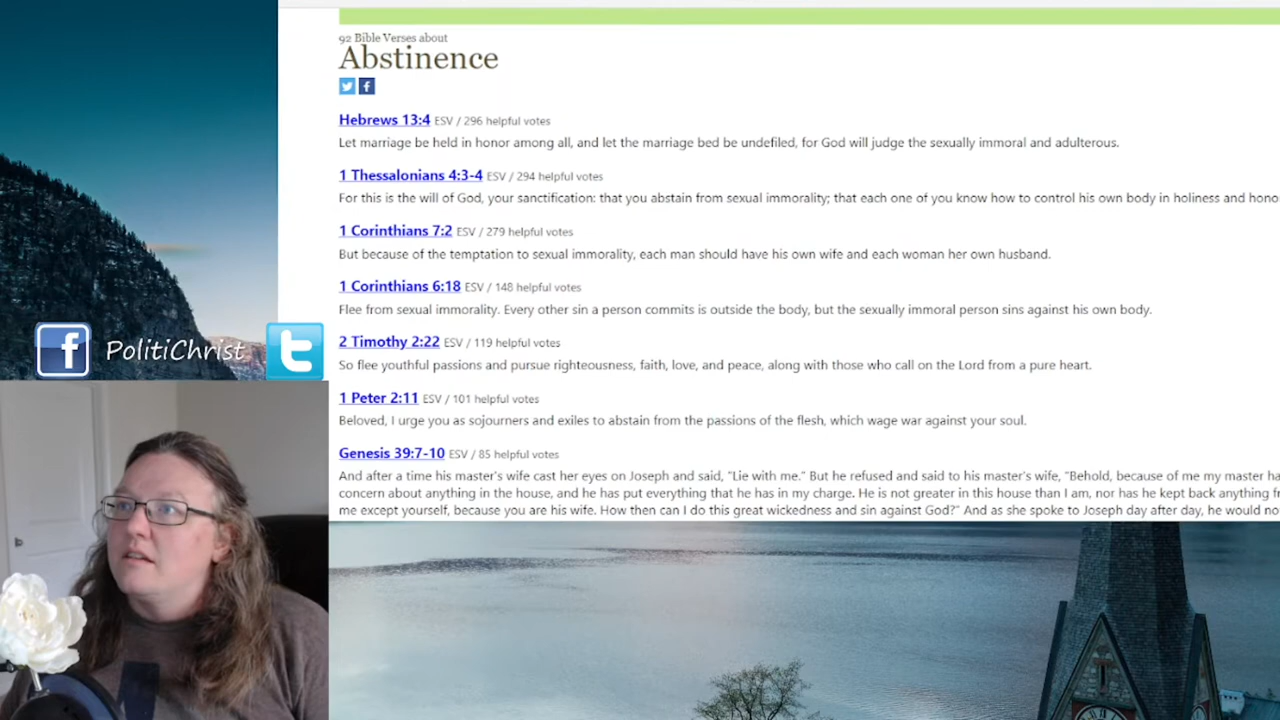 92 Bible Verses about
Abstinence
Hebrews 13:4 ESV / 296 helpful votes
Let marriage be held in honor among all, and let the marriage bed be undefiled, for God will judge the sexually immoral and adulterous.
1 Thessalonians 4:3-4 ESV / 294 helpful votes
For this is the will of God, your sanctification: that you abstain from sexual immorality; that each one of you know how to control his own body in holiness and hono
1 Corinthians 7:2 ESV / 279 helpful votes
But because of the temptation to sexual immorality, each man should have his own wife and each woman her own husband.
1 Corinthians 6:18 ESV / 148 helpful votes
Flee from sexual immorality. Every other sin a person commits is outside the body, but the sexually immoral person sins against his own body.
2 Timothy 2:22 ESV / 119 helpful votes
So flee youthful passions and pursue righteousness, faith, love, and peace, along with those who call on the Lord from a pure heart.
1 Peter 2:11 ESV / 101 helpful votes
Beloved, I urge you as sojourners and exiles to abstain from the passions of the flesh, which wage war against your soul.
Genesis 39:7-10 ESV / 85 helpful votes
And after a time his master's wife cast her eyes on Joseph and said, "Lie with me." But he refused and said to his master's wife, "Behold, because of me my master ha
concern about anything in the house, and he has put everything that he has in my charge. He is not greater in this house than I am, nor has he kept back anything f
me except yourself, because you are his wife. How then can I do this great wickedness and sin against God?" And as she spoke to Joseph day after day, he would no
PolitiChrist